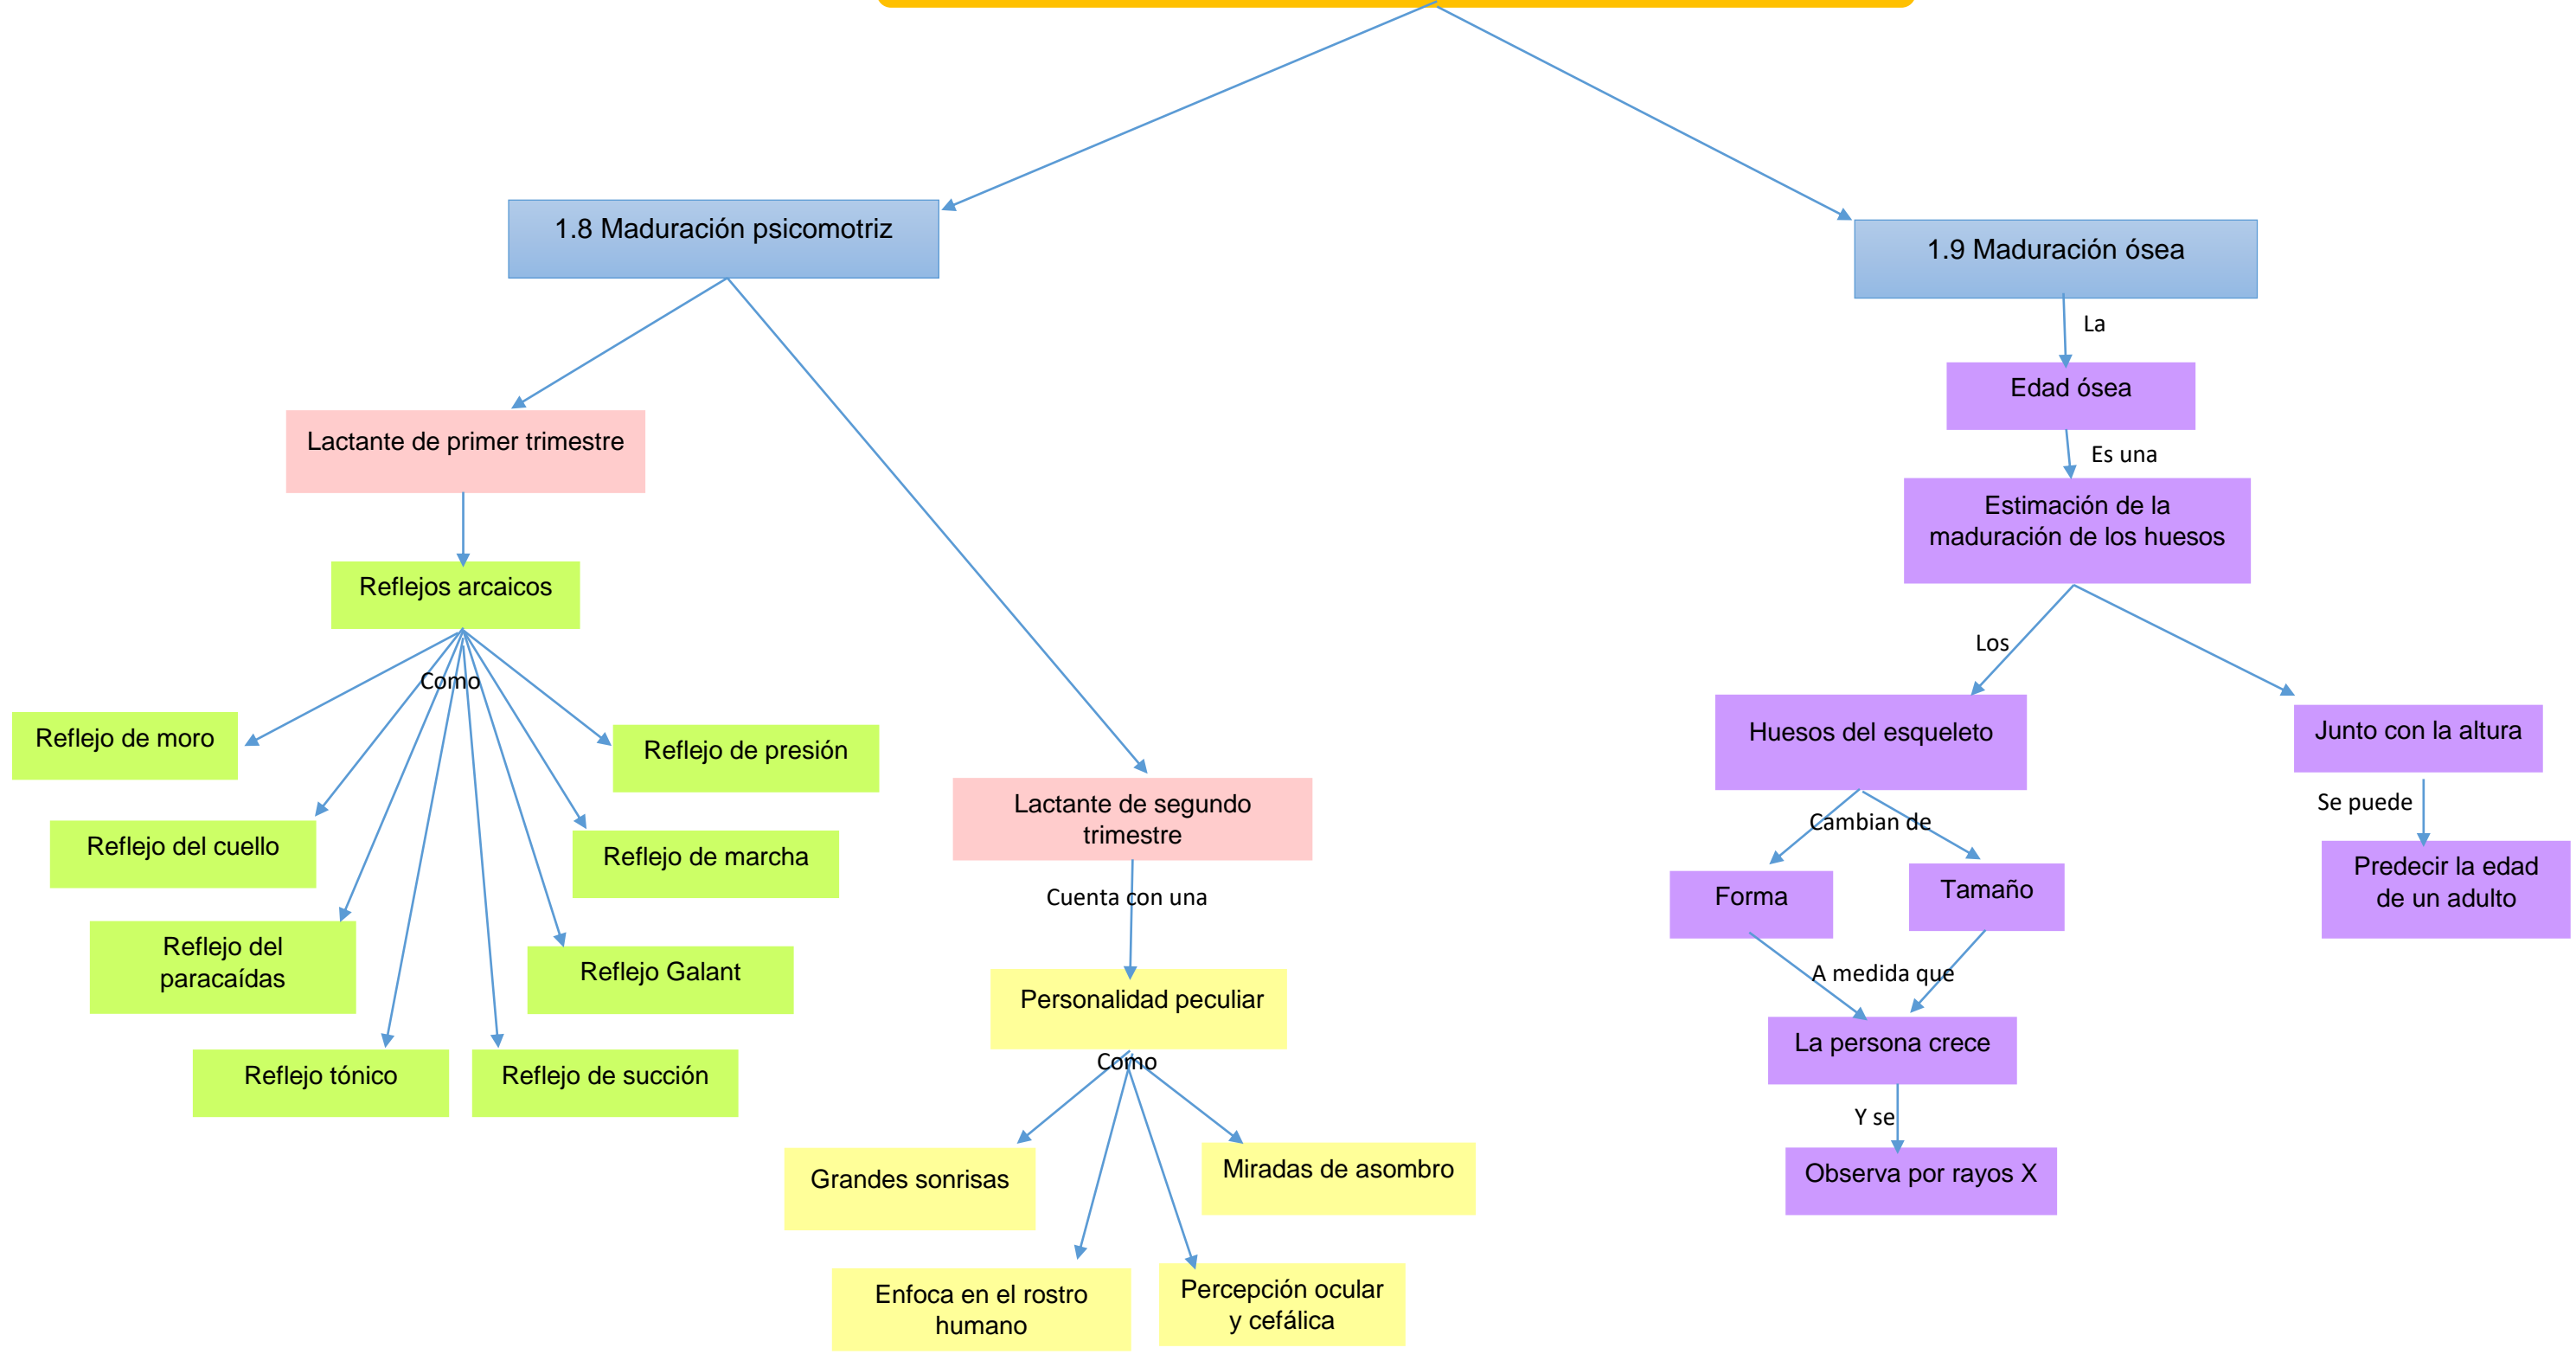 1.8 Maduración psicomotriz
1.9 Maduración ósea
La
Edad ósea
Es una
Estimación de la
maduración de los huesos
Lactante de primer trimestre
Reflejos arcaicos
Como
Reflejo de moro
Reflejo de presión
Reflejo del cuello
Reflejo de marcha
Reflejo del
paracaídas
Reflejo Galant
Reflejo tónico
Reflejo de succión
Lactante de segundo
trimestre
Cuenta con una
Personalidad peculiar
Como
Grandes sonrisas
Miradas de asombro
Enfoca en el rostro
humano
Percepción ocular
y cefálica
Los
Huesos del esqueleto
Cambian de
Forma
Tamaño
A medida que
La persona crece
Y se
Observa por rayos X
Junto con la altura
Se puede
Predecir la edad
de un adulto